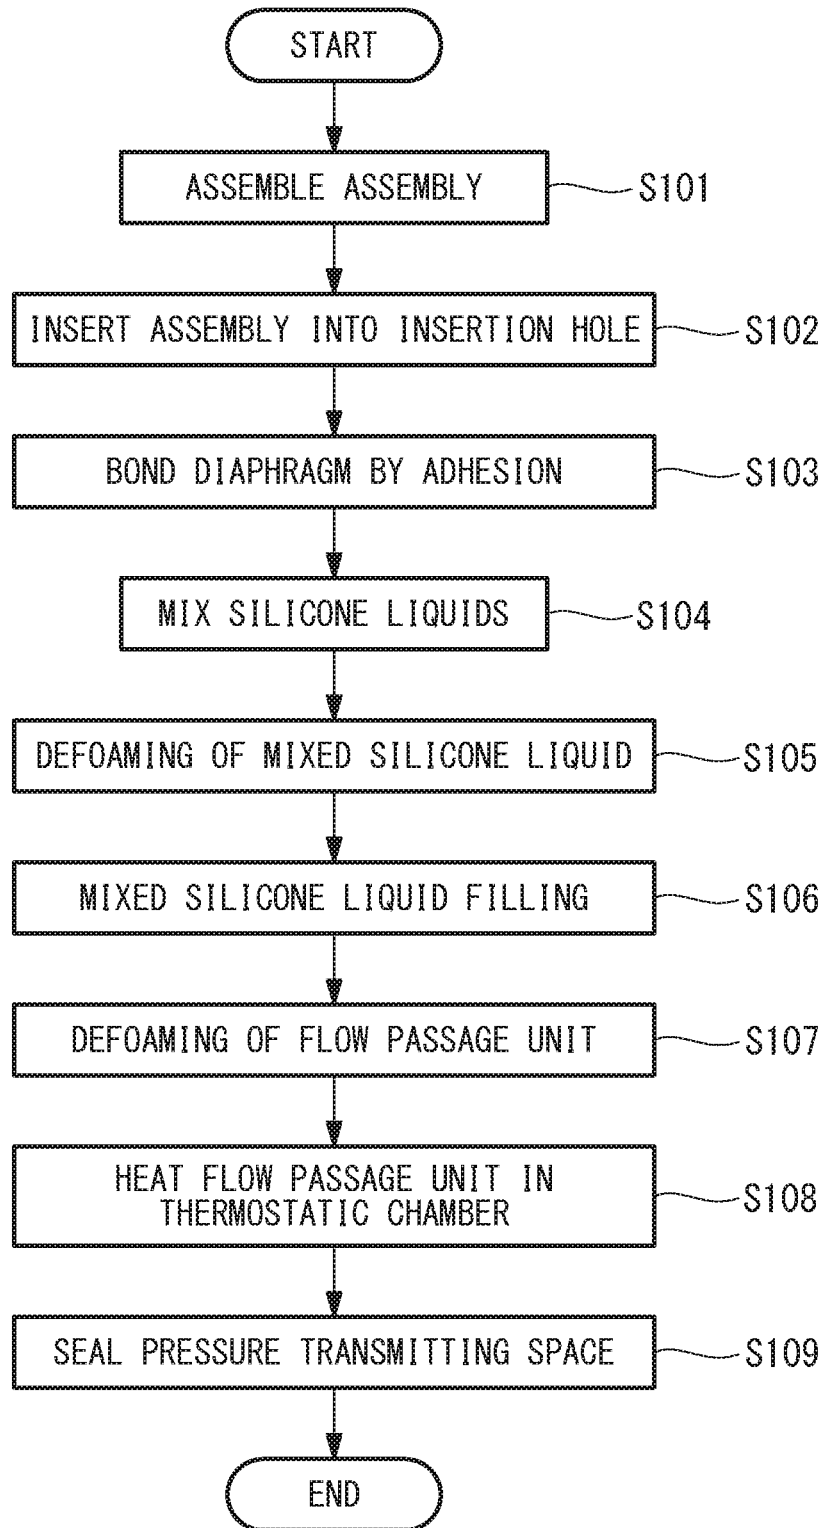 START
ASSEMBLE ASSEMBLY
S101
INSERT ASSEMBLY INTO INSERTION HOLE
S102
BOND DIAPHRAGM BY ADHESION
S103
MIX SILICONE LIQUIDS
S104
DEFOAMING OF MIXED SILICONE LIQUID
S105
MIXED SILICONE LIQUID FILLING
S106
DEFOAMING OF FLOW PASSAGE UNIT
S107
HEAT FLOW PASSAGE UNIT IN
THERMOSTATIC CHAMBER
S108
SEAL PRESSURE TRANSMITTING SPACE
S109
END